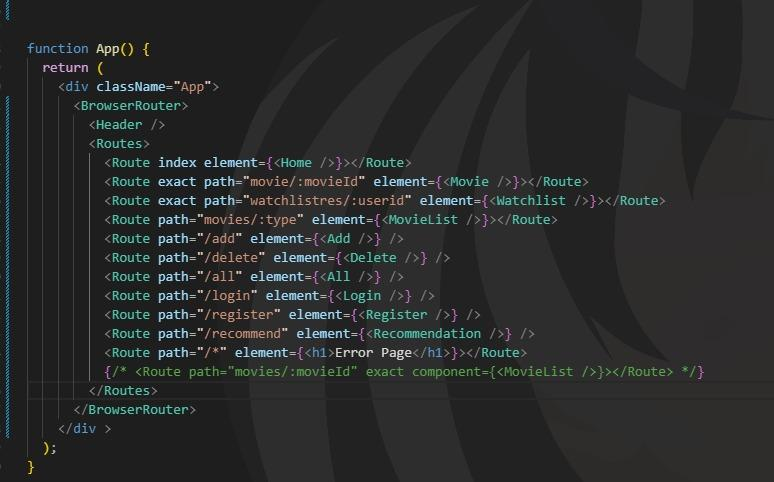 function App() {
  return (
    <div className="App">
      <BrowserRouter>
        <Header />
        <Routes>
          <Route index element={<Home />}></Route>
          <Route exact path="movie/:movieId" element={<Movie />}></Route>
          <Route exact path="watchlistres/:userid" element={<Watchlist />}></Route>
          <Route path="movies/:type" element={<MovieList />}></Route>
          <Route path="/add" element={<Add />} />
          <Route path="/delete" element={<Delete />} />
          <Route path="/all" element={<All />} />
          <Route path="/login" element={<Login />} />
          <Route path="/register" element={<Register />} />
          <Route path="/recommend" element={<Recommendation />} />
          <Route path="/*" element={<h1>Error Page</h1>}></Route>
          {/* <Route path="movies/:movieId" exact component={<MovieList />}></Route> */}
        </Routes>
      </BrowserRouter>
    </div >
  );
}